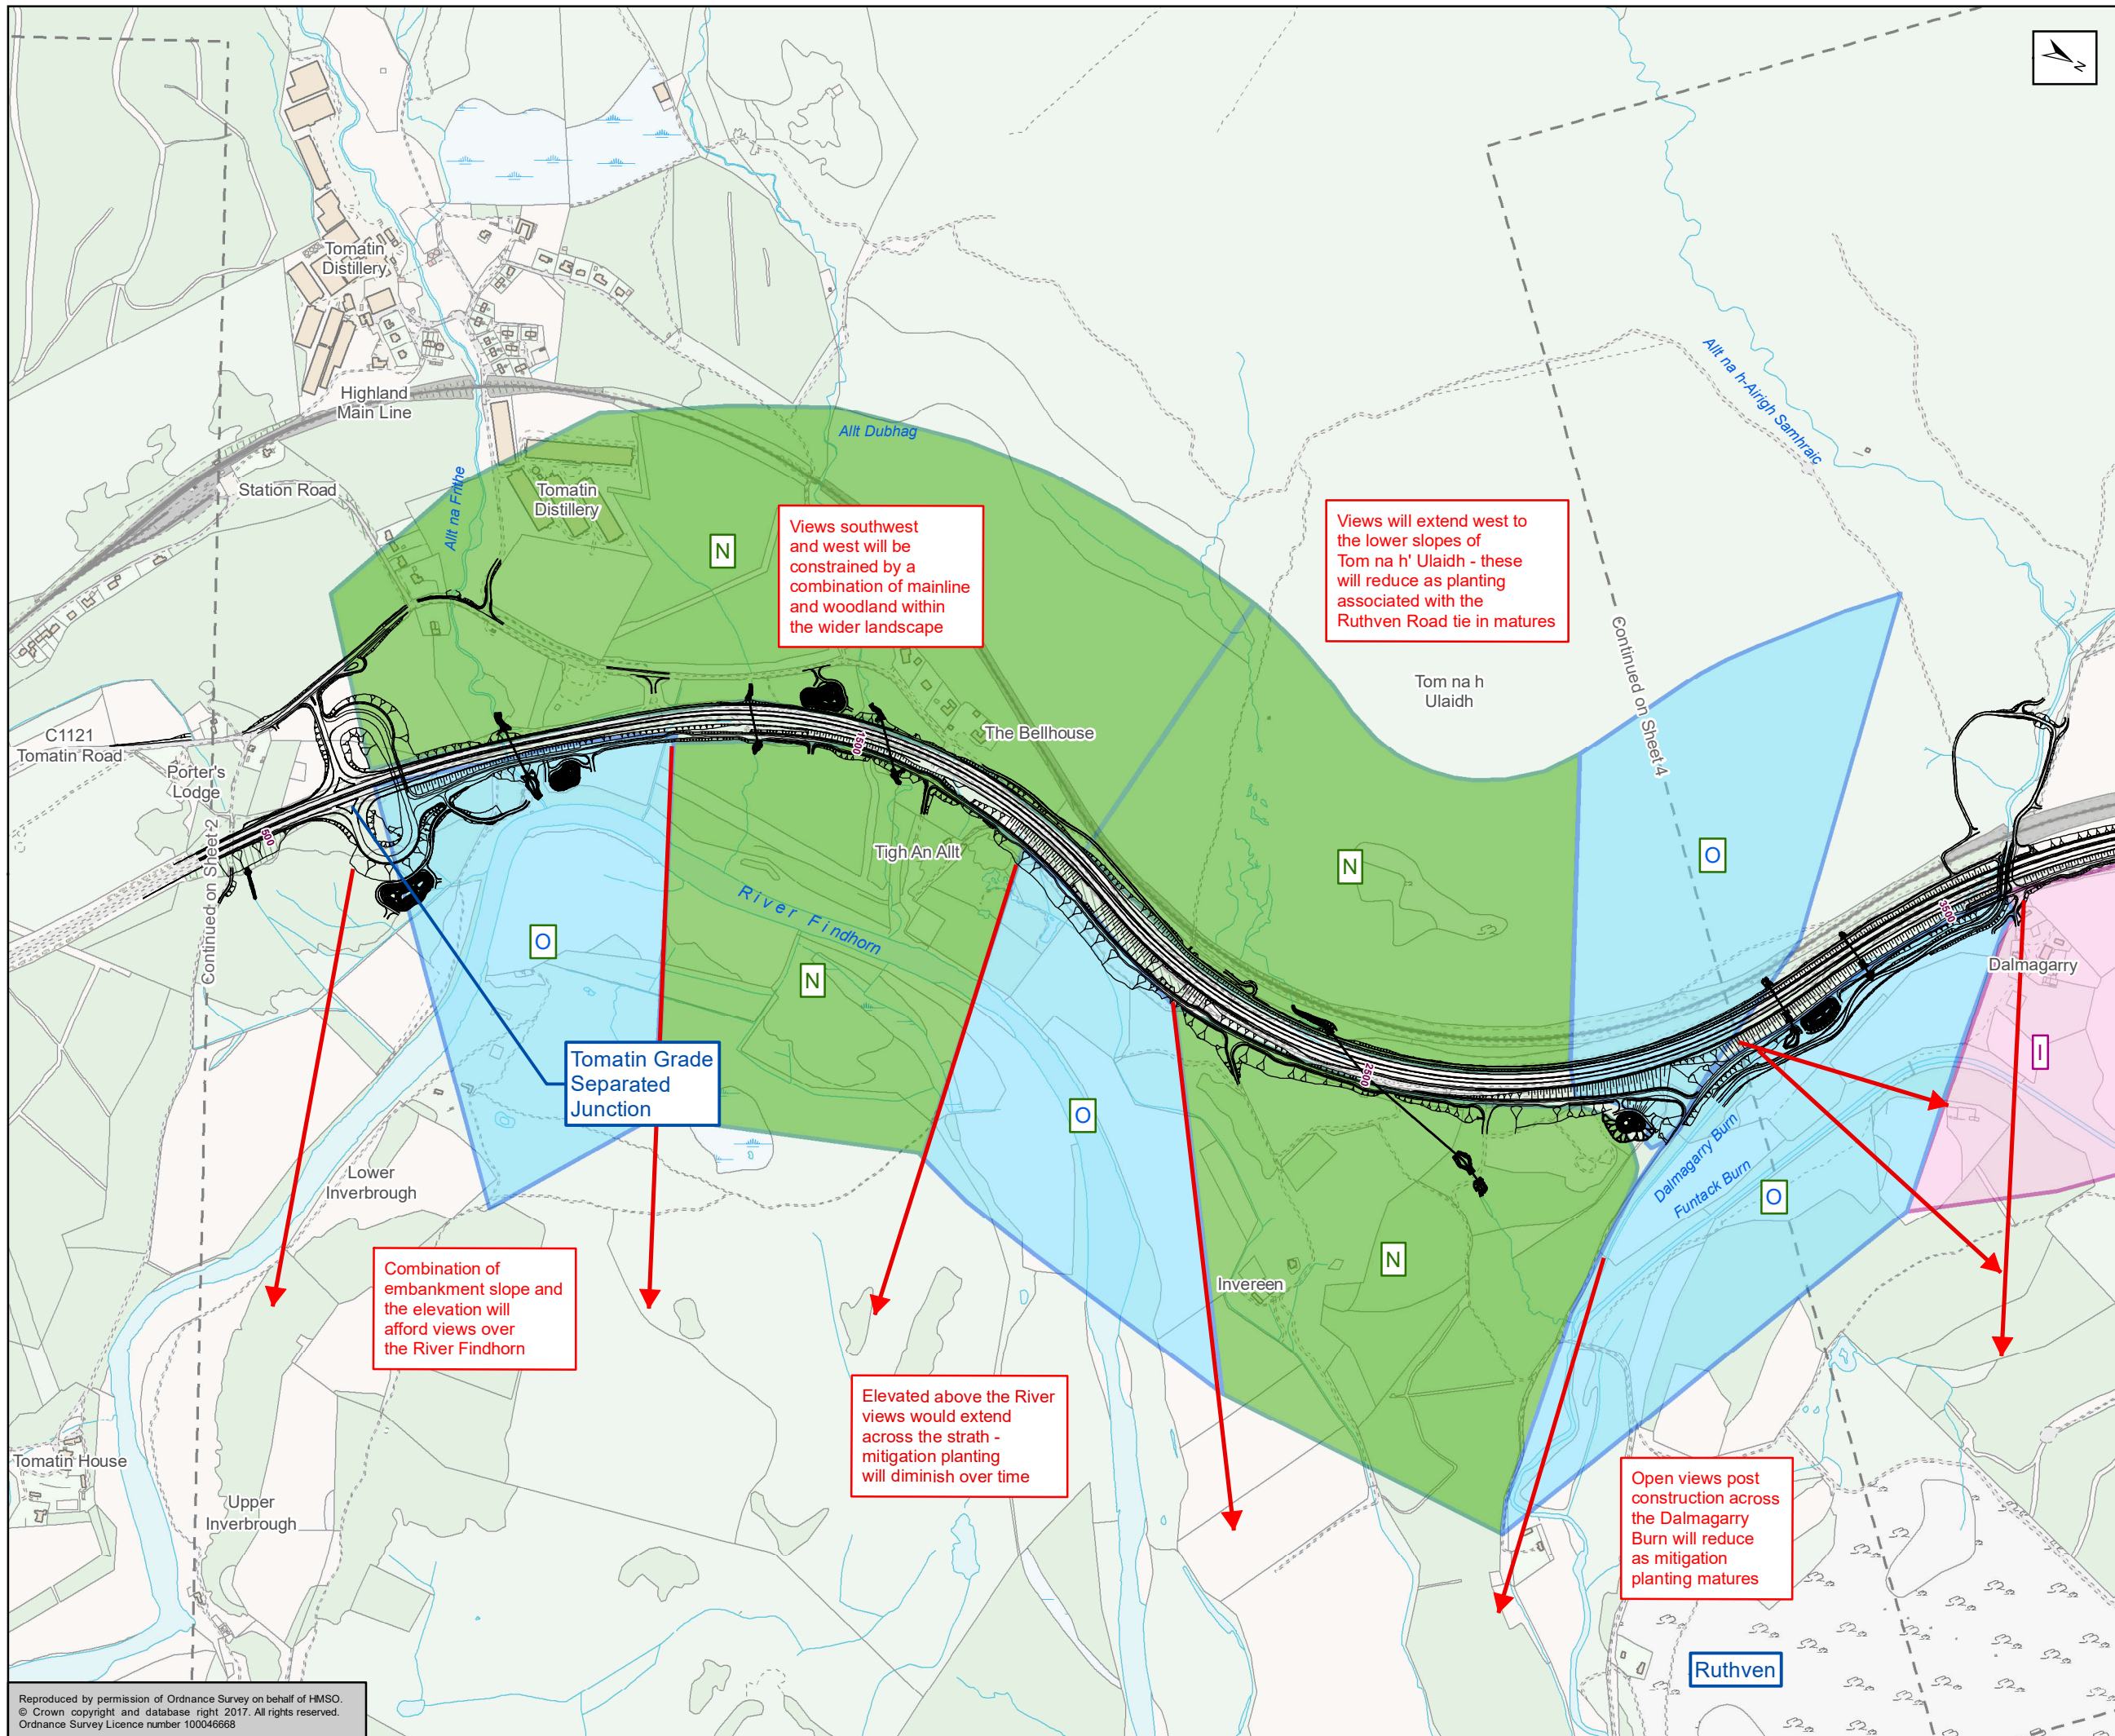 N
Tomatin
Distillery
Highland
Main Line
Allt Dubhag
Station Road
Allt na Frithe
Tomatin
Distillery
N
Views southwest
and west will be
constrained by a
combination of mainline
and woodland within
the wider landscape
Views will extend west to
the lower slopes of
Tom na h' Ulaidh - these
will reduce as planting
associated with the
Ruthven Road tie in matures
Allt na h-Airigh Samhraic
Tom na h
Ulaidh
Continued on Sheet 4
C1121
Tomatin Road
Porter's
Lodge
The Bellhouse
1500
500
Continued on Sheet 2
Tigh An Allt
River Findhorn
N
O
O
N
3500
Dalmagarry
O
I
Tomatin Grade
Separated
Junction
2500
O
Dalmagarry Burn
Funtack Burn
O
Lower
Inverbrough
Invereen
N
Combination of
embankment slope and
the elevation will
afford views over
the River Findhorn
Elevated above the River
views would extend
across the strath -
mitigation planting
will diminish over time
Tomatin House
Upper
Inverbrough
Open views post
construction across
the Dalmagarry
Burn will reduce
as mitigation
planting matures
Ruthven
Reproduced by permission of Ordnance Survey on behalf of HMSO.
© Crown copyright and database right 2017. All rights reserved.
Ordnance Survey Licence number 100046668